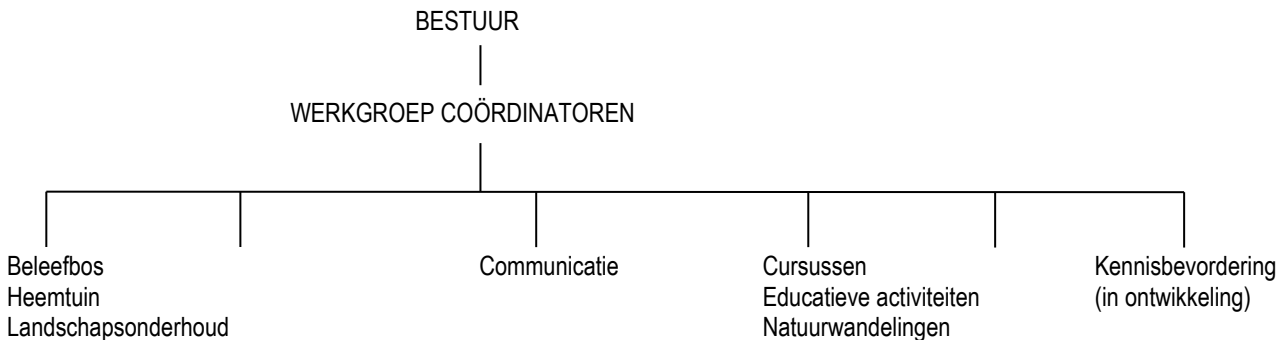 BESTUUR
WERKGROEP COÖRDINATOREN
Beleefbos
Heemtuin
Landschapsonderhoud
Communicatie
Cursussen
Educatieve activiteiten
Natuurwandelingen
Kennisbevordering
(in ontwikkeling)